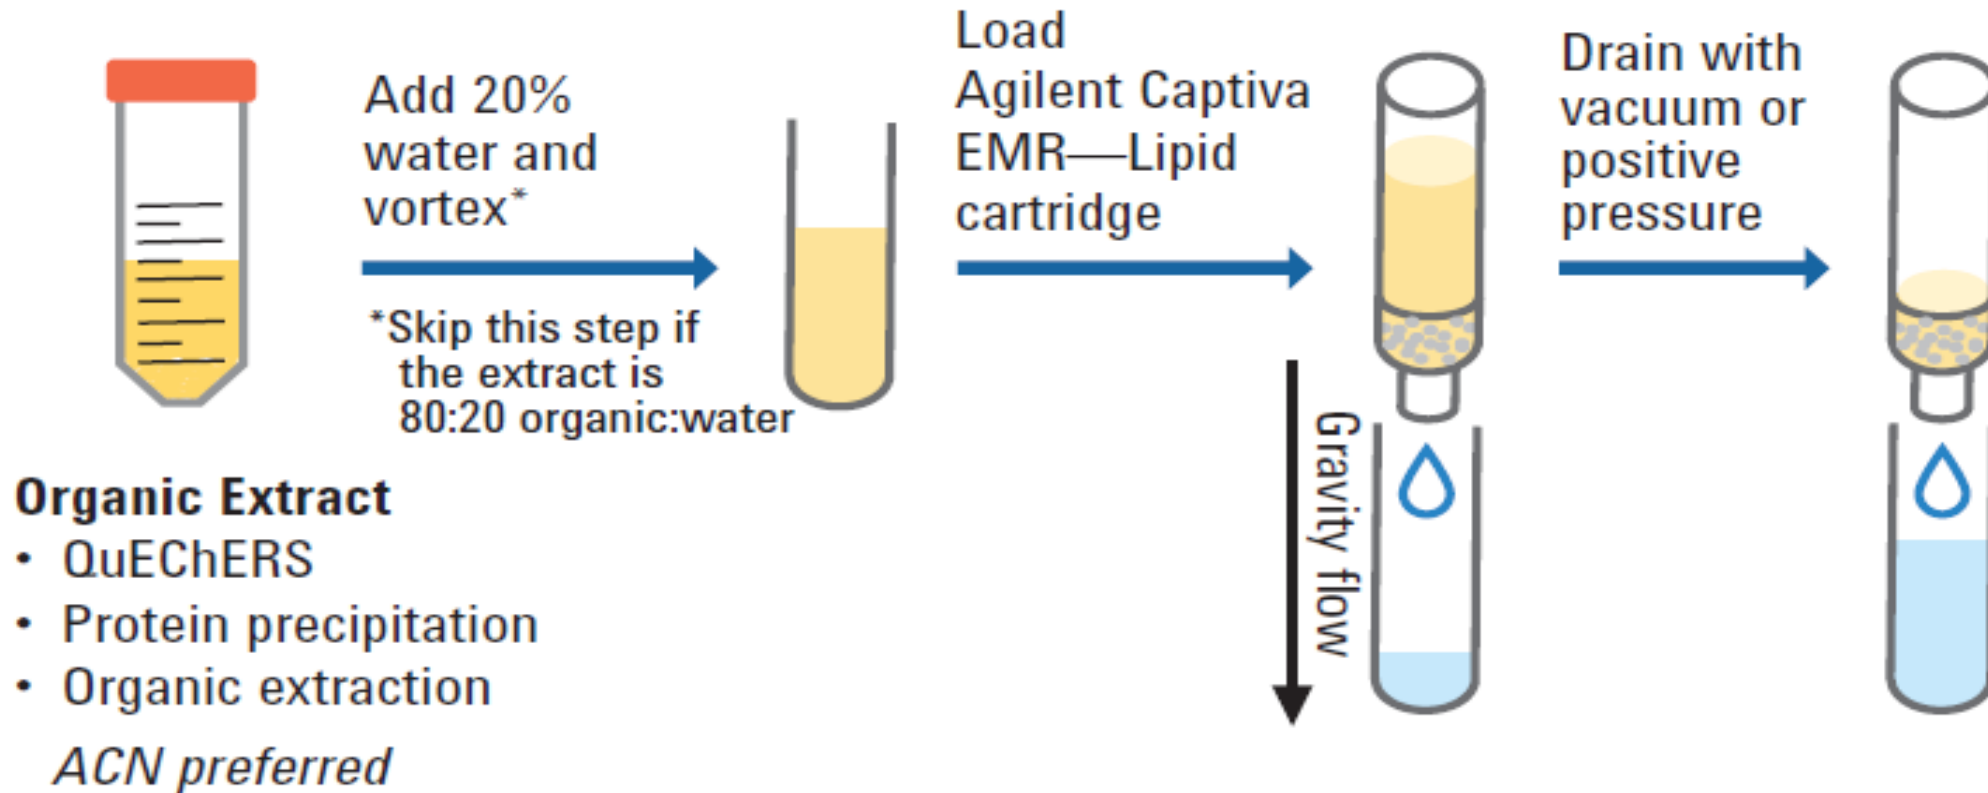 Add 20%
water and
vortex*
*Skip this step if
the extract is
80:20 organic:water
Load
Agilent Captiva
EMR—Lipid
cartridge
Gravity flow
Drain with
vacuum or
positive
pressure
Organic Extract
• QuEChERS
• Protein precipitation
• Organic extraction
ACN preferred